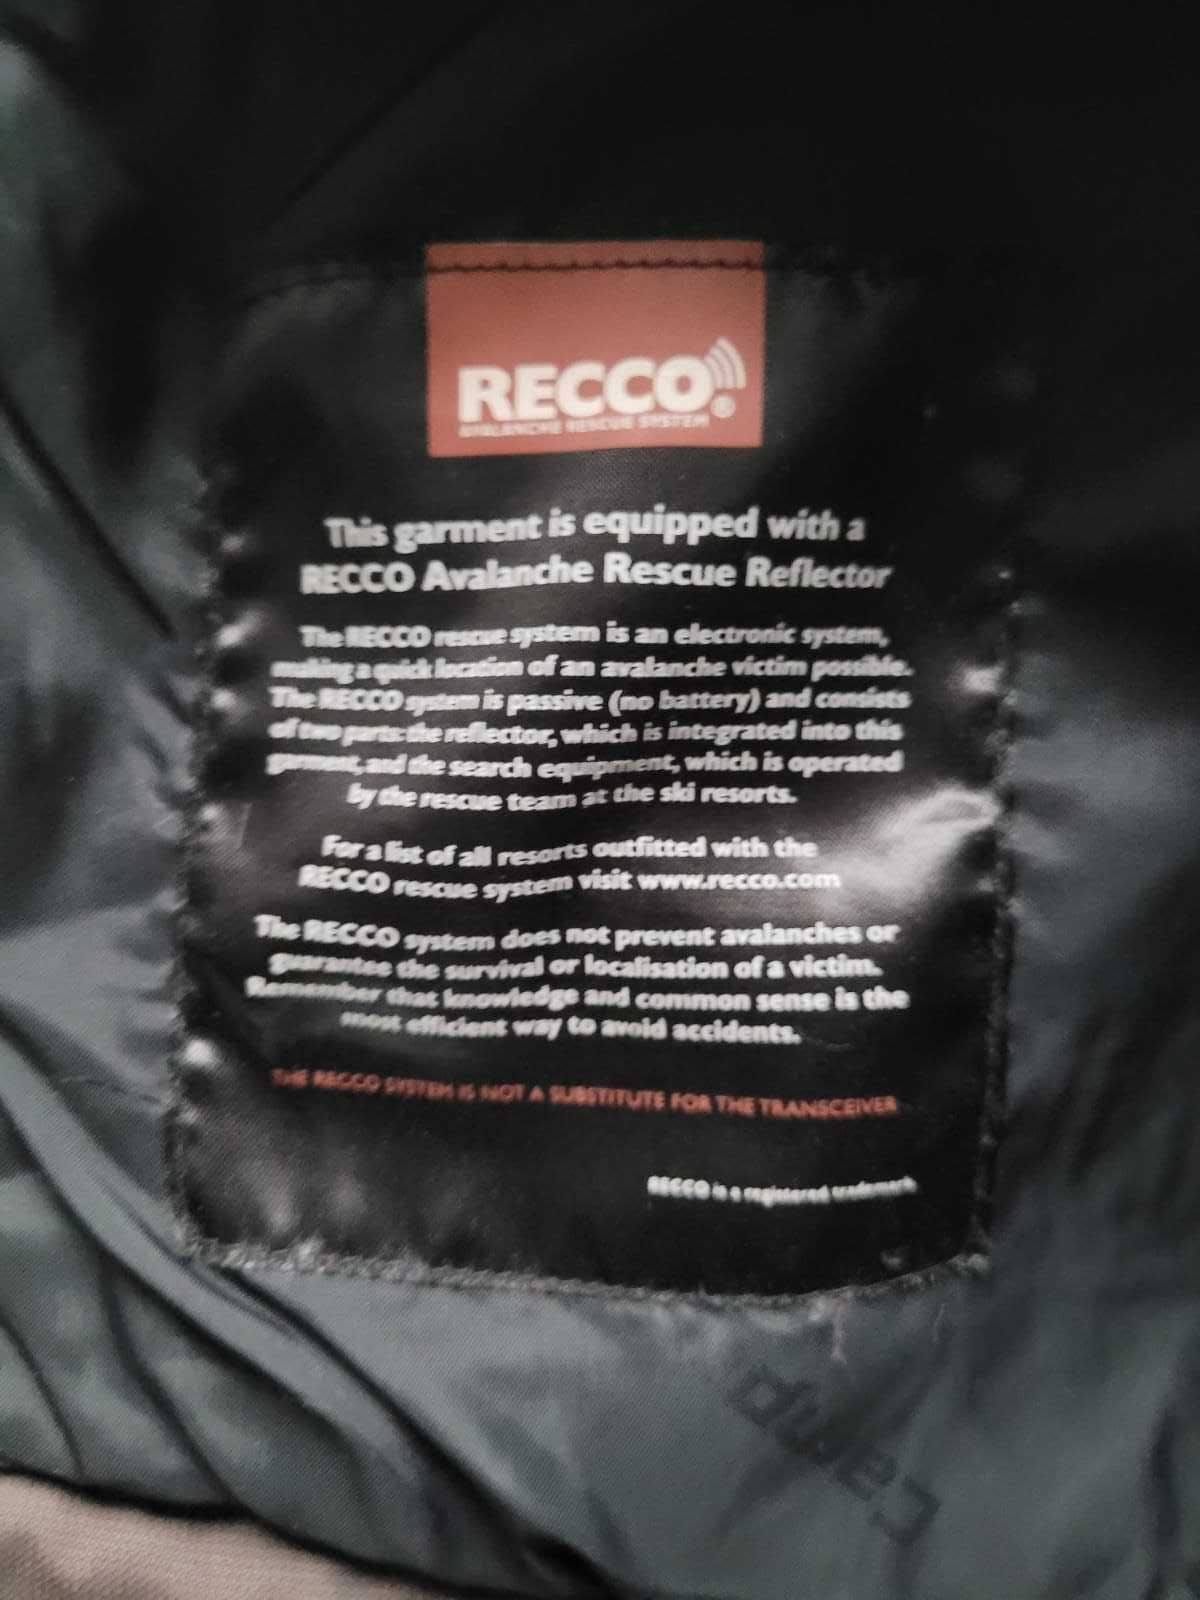 RECCO®
AVALANCHE RESCUE SYSTEM
This garment is equipped with a
RECCO Avalanche Rescue Reflector
The RECCO rescue system is an electronic system,
making a quick location of an avalanche victim possible.
The RECCO system is passive (no battery) and consists
of two parts: the reflector, which is integrated into this
garment, and the search equipment, which is operated
by the rescue team at the ski resorts.
For a list of all resorts outfitted with the
RECCO rescue system visit www.recco.com
The RECCO system does not prevent avalanches or
guarantee the survival or localisation of a victim.
Remember that knowledge and common sense is the
most efficient way to avoid accidents.
THE RECCO SYSTEM IS NOT A SUBSTITUTE FOR THE TRANSCEIVER
RECCO is a registered trademark